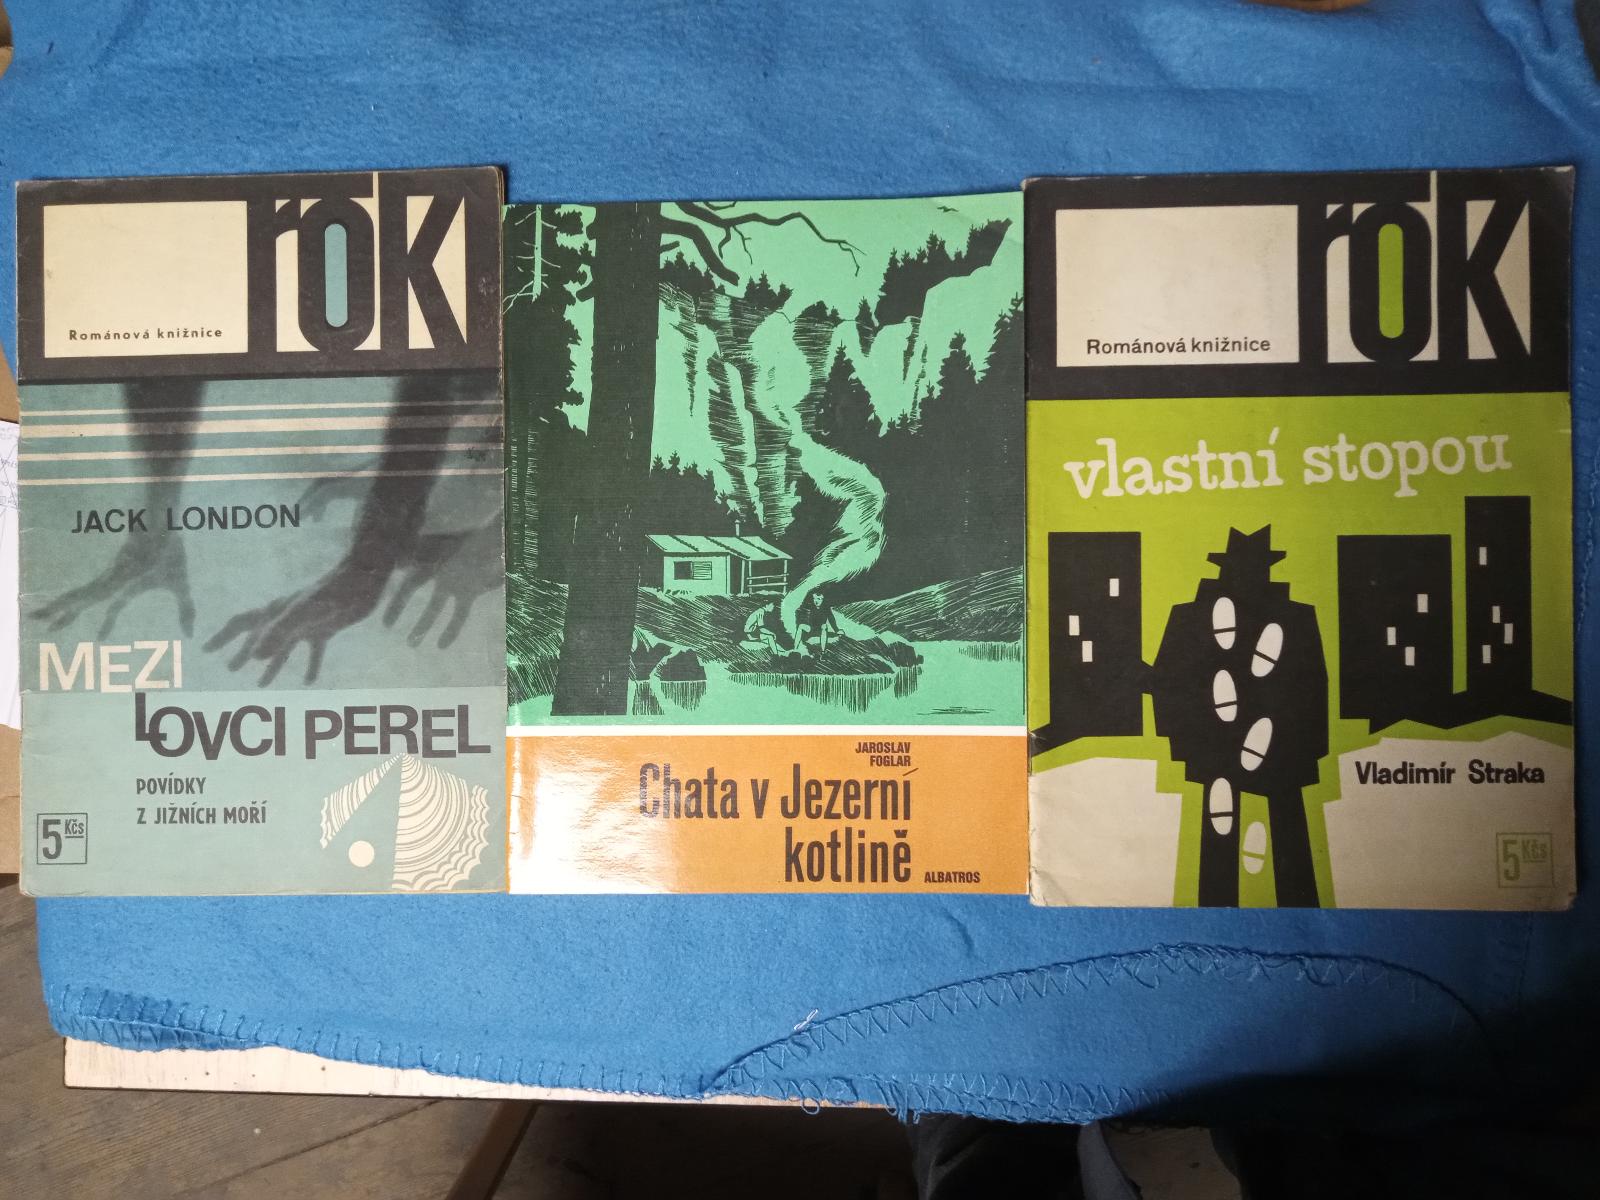 rok
Románová knižnice
JACK LONDON
MEZI
LOVCI PEREL
POVÍDKY
Z JIŽNÍCH MOŘÍ
5 Kčs
JAROSLAV
FOGLAR
Chata v Jezerní
kotlině
ALBATROS
rok
Románová knižnice
vlastní stopou
Vladimír Straka
5 Kčs